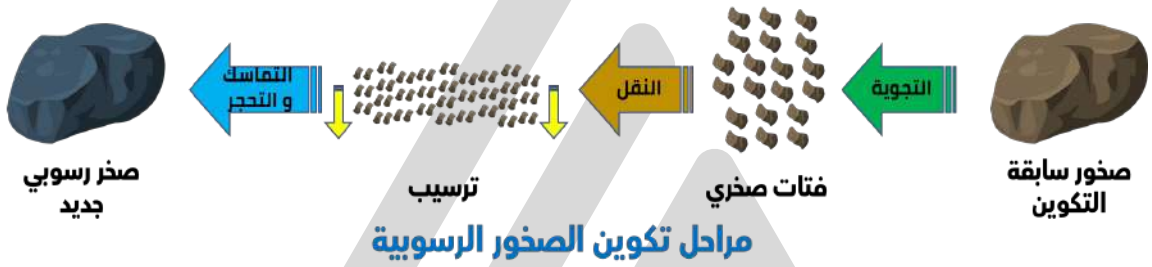 التجوية
النقل
التماسك
و التحجر
صخور سابقة
التكوين
فتات صخري
ترسيب
صخر رسوبي
جديد
مراحل تكوين الصخور الرسوبية